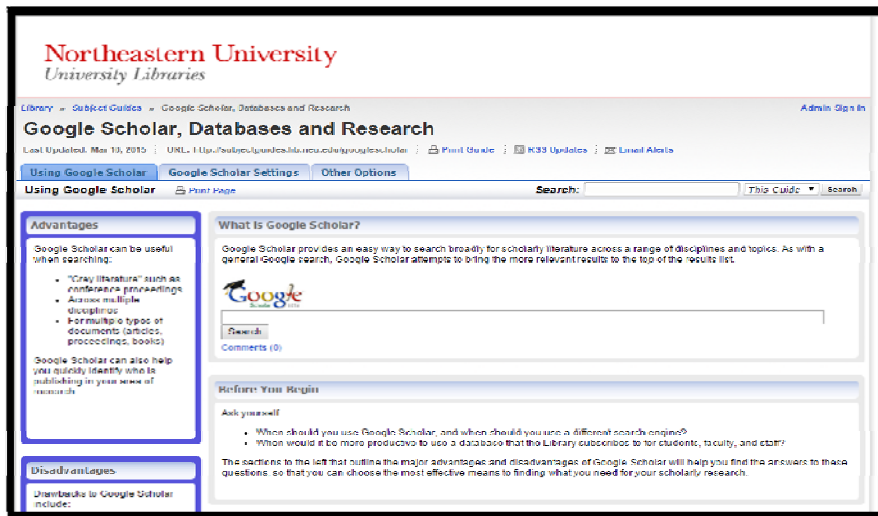 Northeastern University
University Libraries
Library » Subject Guides » Google Scholar, Databases and Research
Admin Sign In
Google Scholar, Databases and Research
Last Updated: Mar 10, 2015 URL: http://subjectguides.lib.neu.edu/googlescholar Print Guide RSS Updates Email Alerts
Using Google Scholar Google Scholar Settings Other Options
Using Google Scholar Print Page Search: This Guide Search
Advantages
Google Scholar can be useful
when searching:
"Gray literature" such as
conference proceedings
Across multiple
disciplines
For multiple types of
documents (articles,
proceedings, books)
Google Scholar can also help
you quickly identify who is
publishing in your area of
research
Disadvantages
Drawbacks to Google Scholar
include:
What Is Google Scholar?
Google Scholar provides an easy way to search broadly for scholarly literature across a range of disciplines and topics. As with a
general Google search, Google Scholar attempts to bring the more relevant results to the top of the results list.
Google
Scholar
Search
Comments (0)
Before You Begin
Ask yourself
When should you use Google Scholar, and when should you use a different search engine?
When would it be more productive to use a database that the Library subscribes to for students, faculty, and staff?
The sections to the left that outline the major advantages and disadvantages of Google Scholar will help you find the answers to these
questions, so that you can choose the most effective means to finding what you need for your scholarly research.